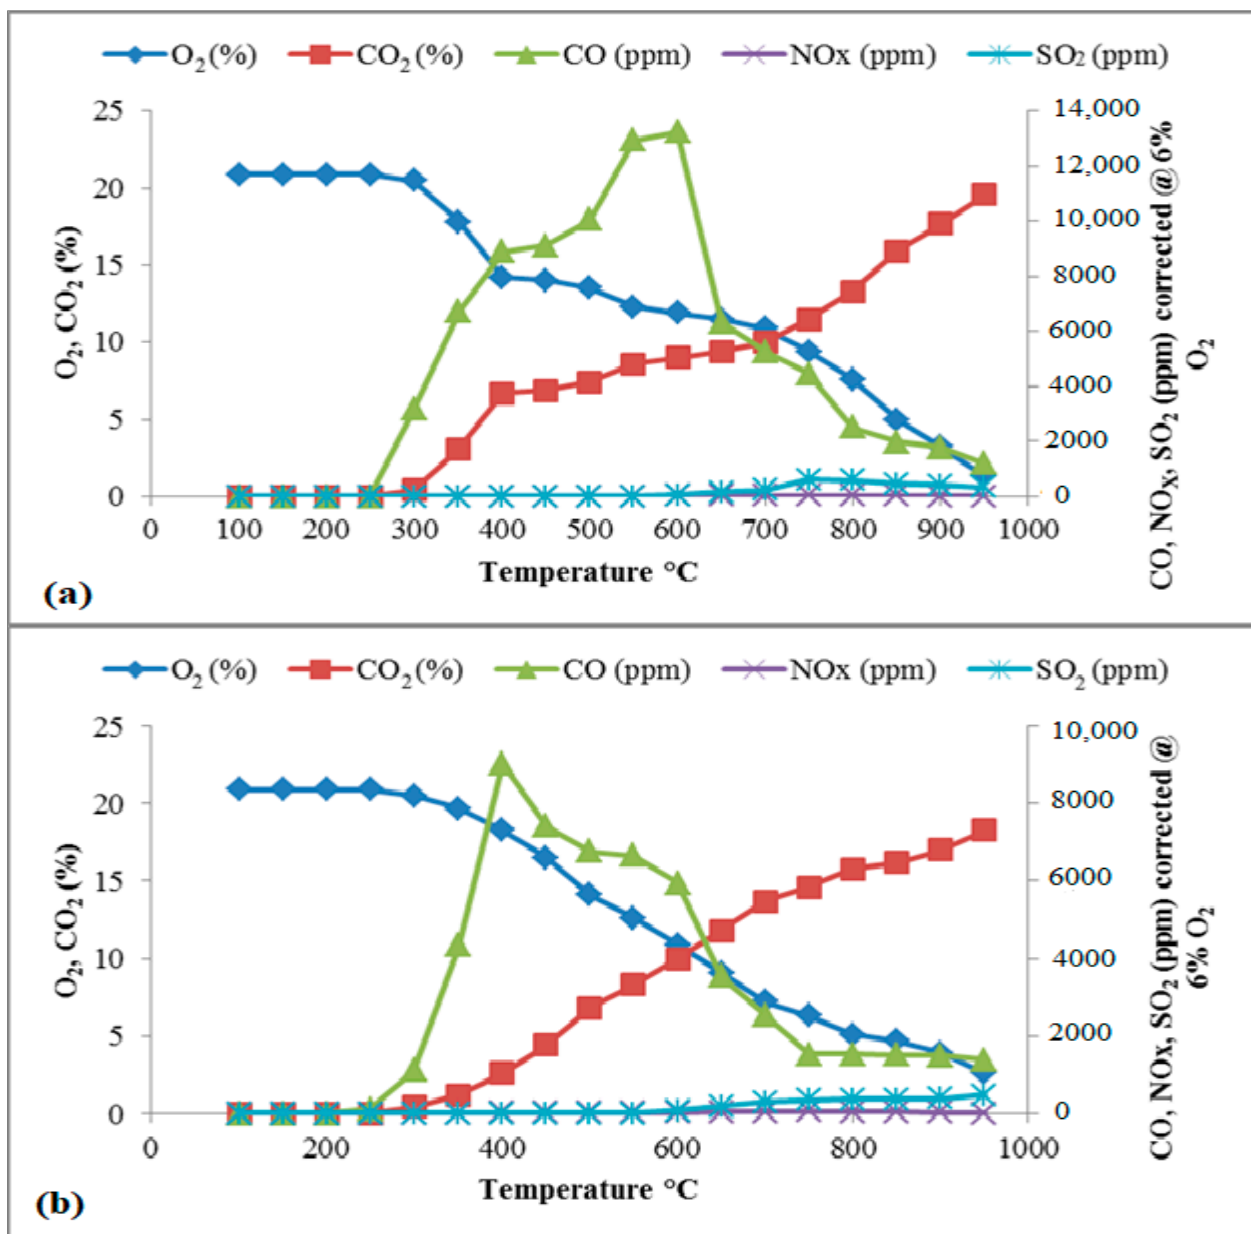 O₂ (%) CO₂ (%) CO (ppm) NOx (ppm) SO₂ (ppm)
25
20
15
10
5
0
O₂, CO₂ (%)
14,000
12,000
10,000
8000
6000
4000
2000
0
CO, NOx, SO₂ (ppm) corrected @ 6%
O₂
0 100 200 300 400 500 600 700 800 900 1000
Temperature °C
(a)
O₂ (%) CO₂ (%) CO (ppm) NOx (ppm) SO₂ (ppm)
25
20
15
10
5
0
O₂, CO₂ (%)
10,000
8000
6000
4000
2000
0
CO, NOx, SO₂ (ppm) corrected @
6% O₂
0 200 400 600 800 1000
Temperature °C
(b)